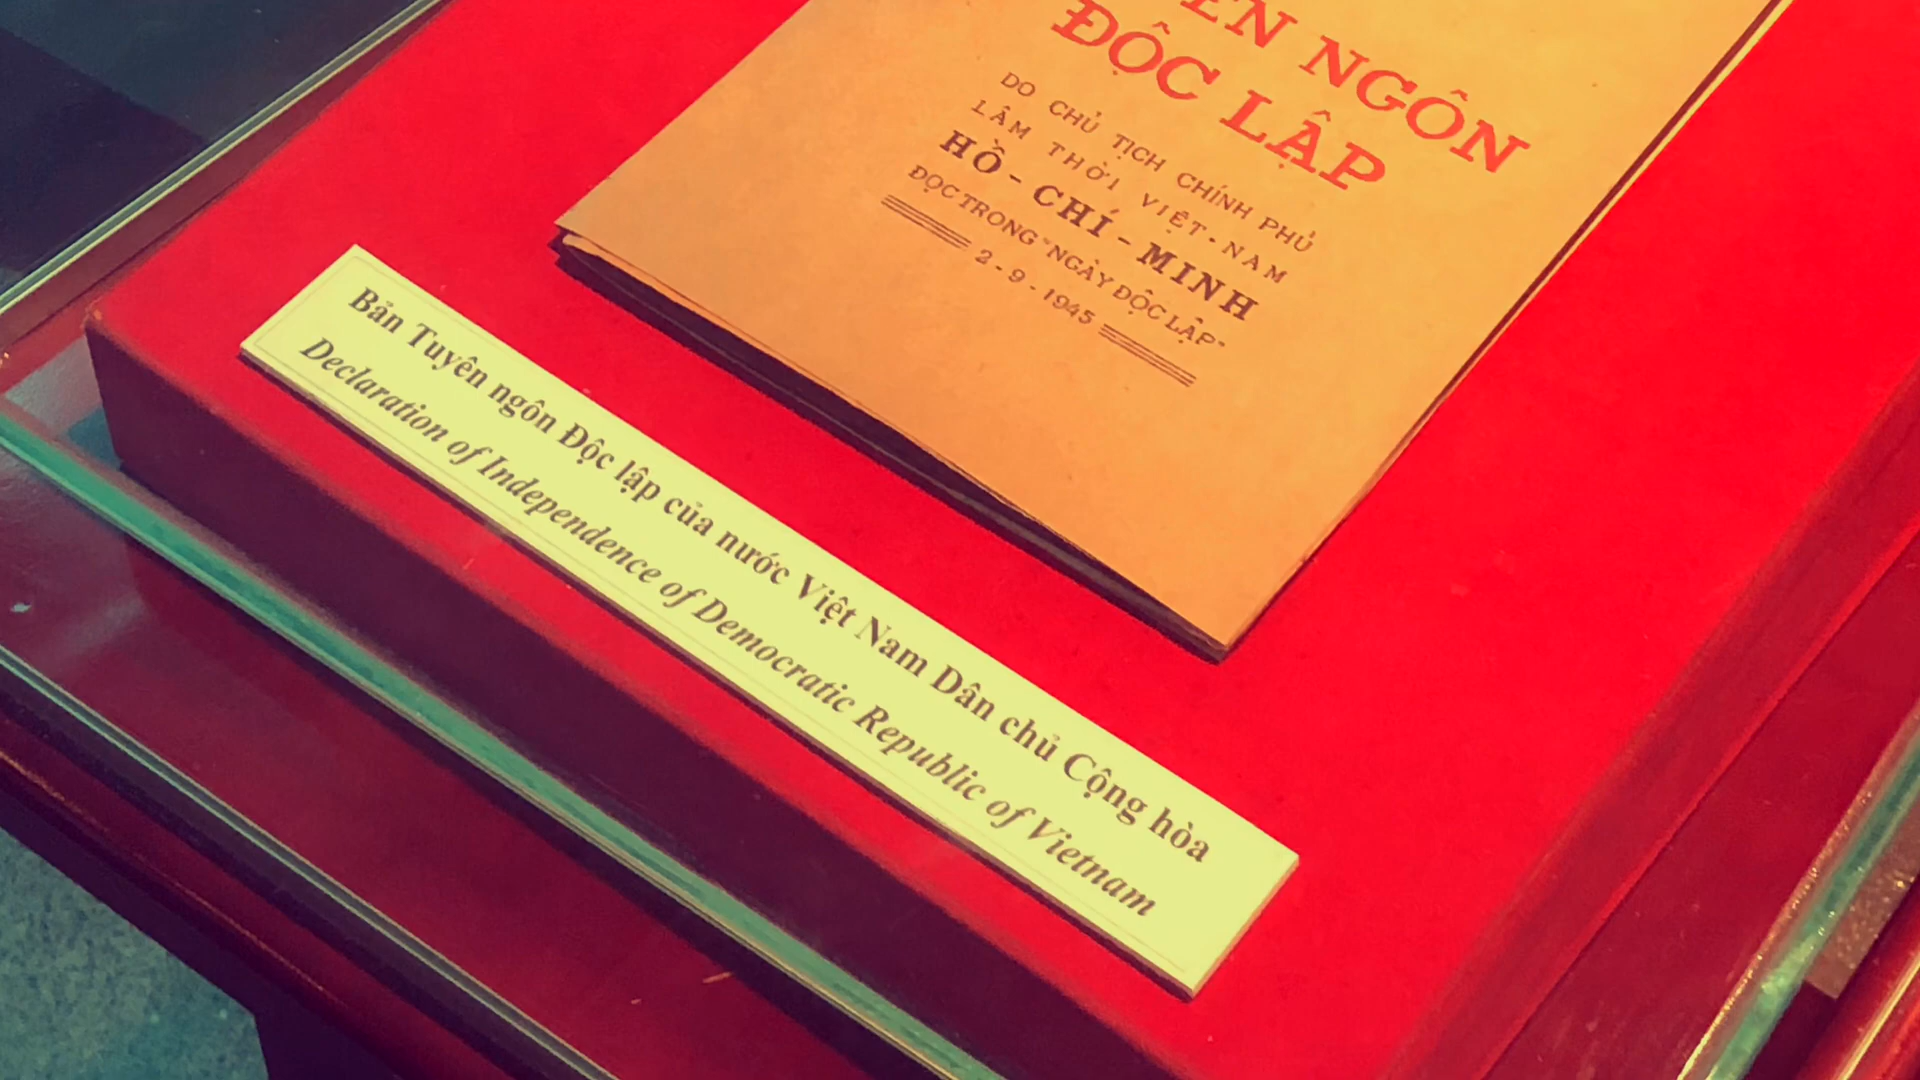 ÊN NGÔN
ĐỘC LẬP
DO CHỦ TỊCH CHÍNH PHỦ
LÂM THỜI VIỆT-NAM
HỒ-CHÍ-MINH
ĐỌC TRONG "NGÀY ĐỘC LẬP"
2-9-1945
Bản Tuyên ngôn Độc lập của nước Việt Nam Dân chủ Cộng hòa
Declaration of Independence of Democratic Republic of Vietnam